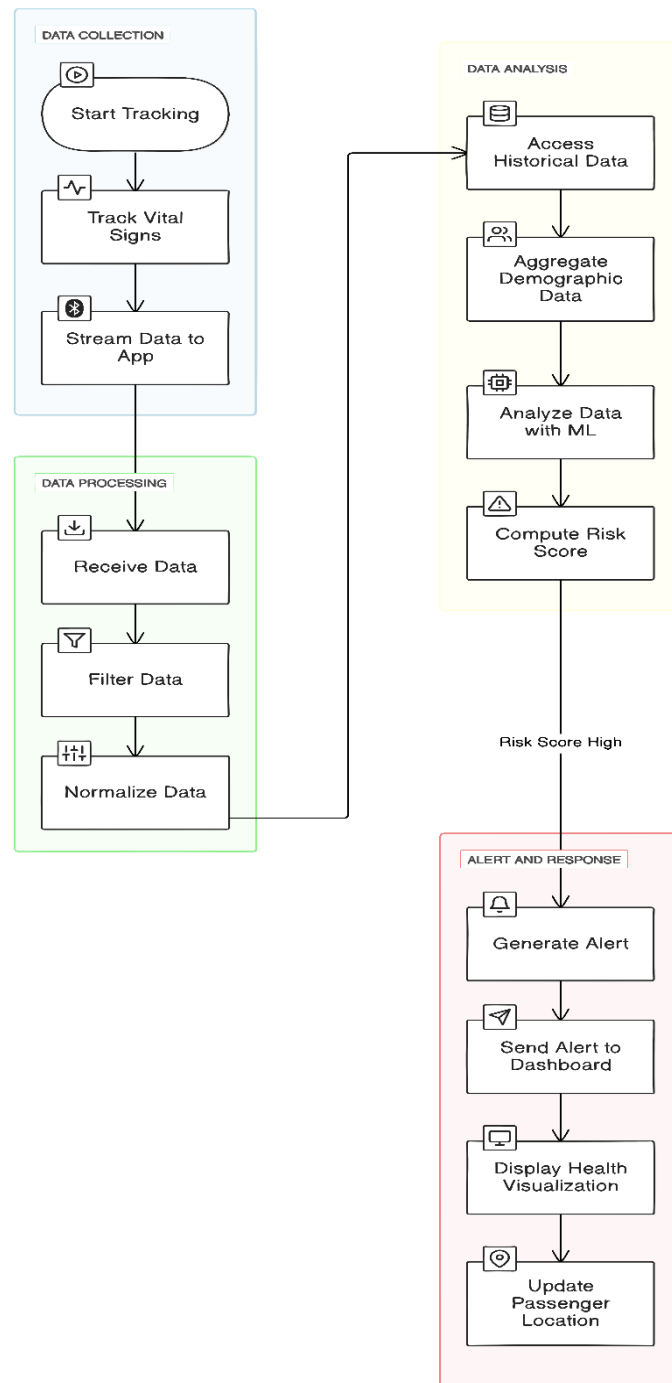 DATA COLLECTION
Start Tracking
Track Vital
Signs
Stream Data to
App
DATA PROCESSING
Receive Data
Filter Data
Normalize Data
DATA ANALYSIS
Access
Historical Data
Aggregate
Demographic
Data
Analyze Data
with ML
Compute Risk
Score
Risk Score High
ALERT AND RESPONSE
Generate Alert
Send Alert to
Dashboard
Display Health
Visualization
Update
Passenger
Location